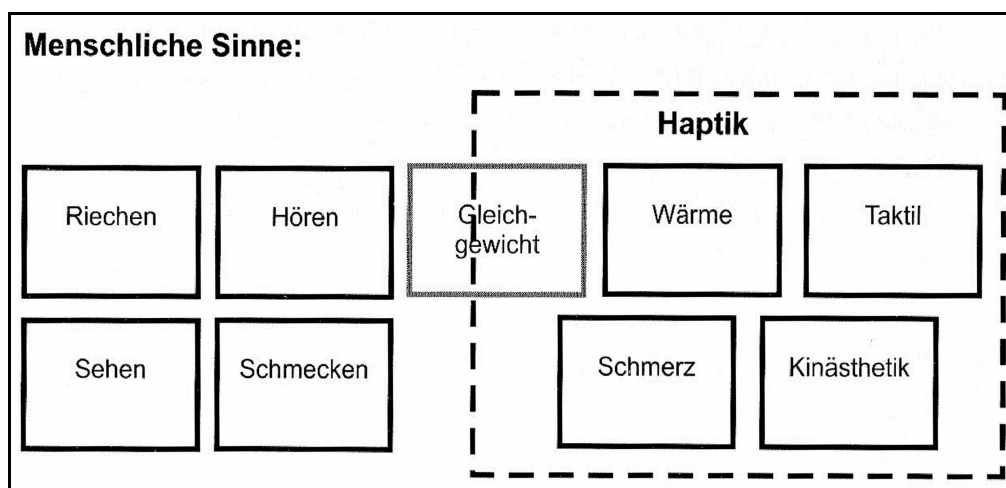 Menschliche Sinne:
Haptik
Riechen
Hören
Gleich-
gewicht
Wärme
Taktil
Sehen
Schmecken
Schmerz
Kinästhetik